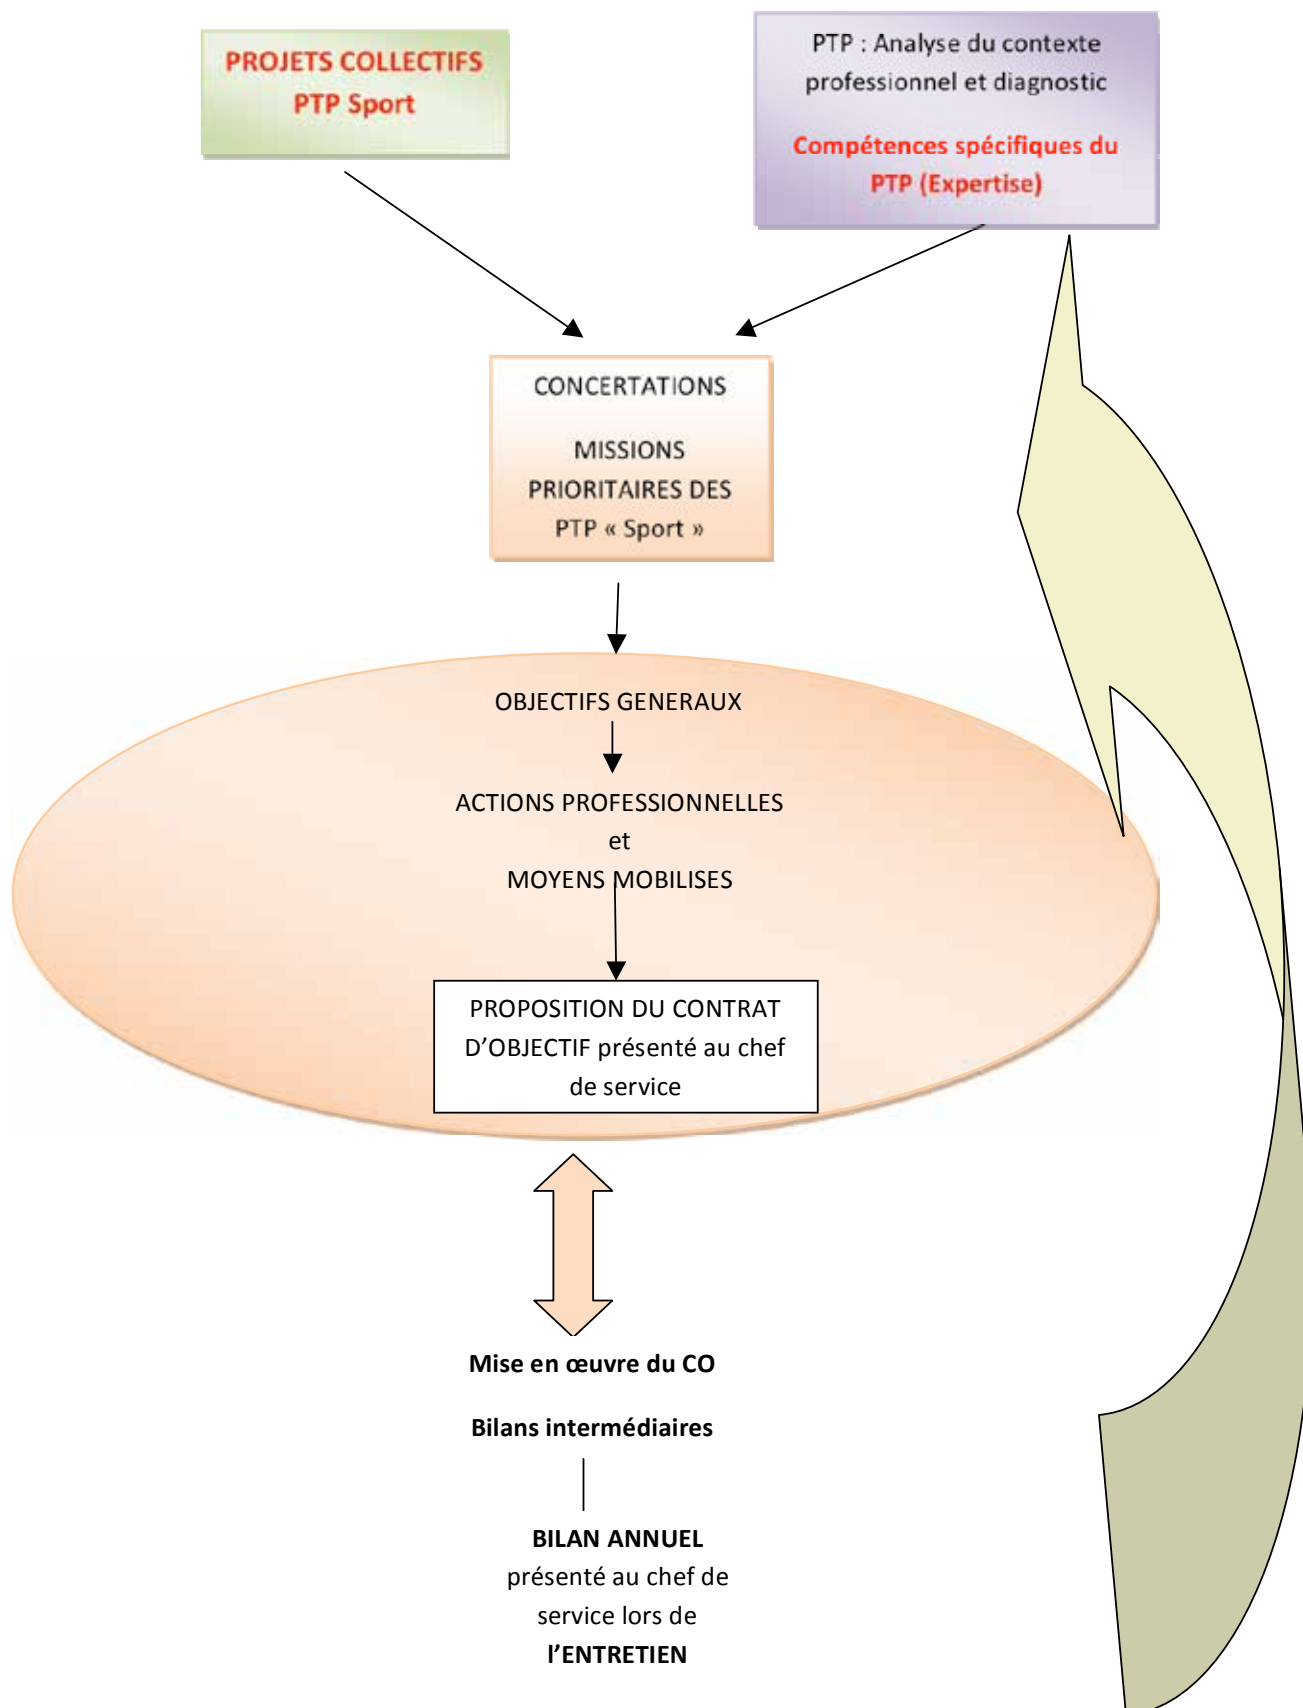 PROJETS COLLECTIFS
PTP Sport
PTP : Analyse du contexte
professionnel et diagnostic
Compétences spécifiques du
PTP (Expertise)
CONCERTATIONS
MISSIONS
PRIORITAIRES DES
PTP « Sport »
OBJECTIFS GENERAUX
ACTIONS PROFESSIONNELLES
et
MOYENS MOBILISES
PROPOSITION DU CONTRAT
D’OBJECTIF présenté au chef
de service
Mise en œuvre du CO
Bilans intermédiaires
BILAN ANNUEL
présenté au chef de
service lors de
l’ENTRETIEN